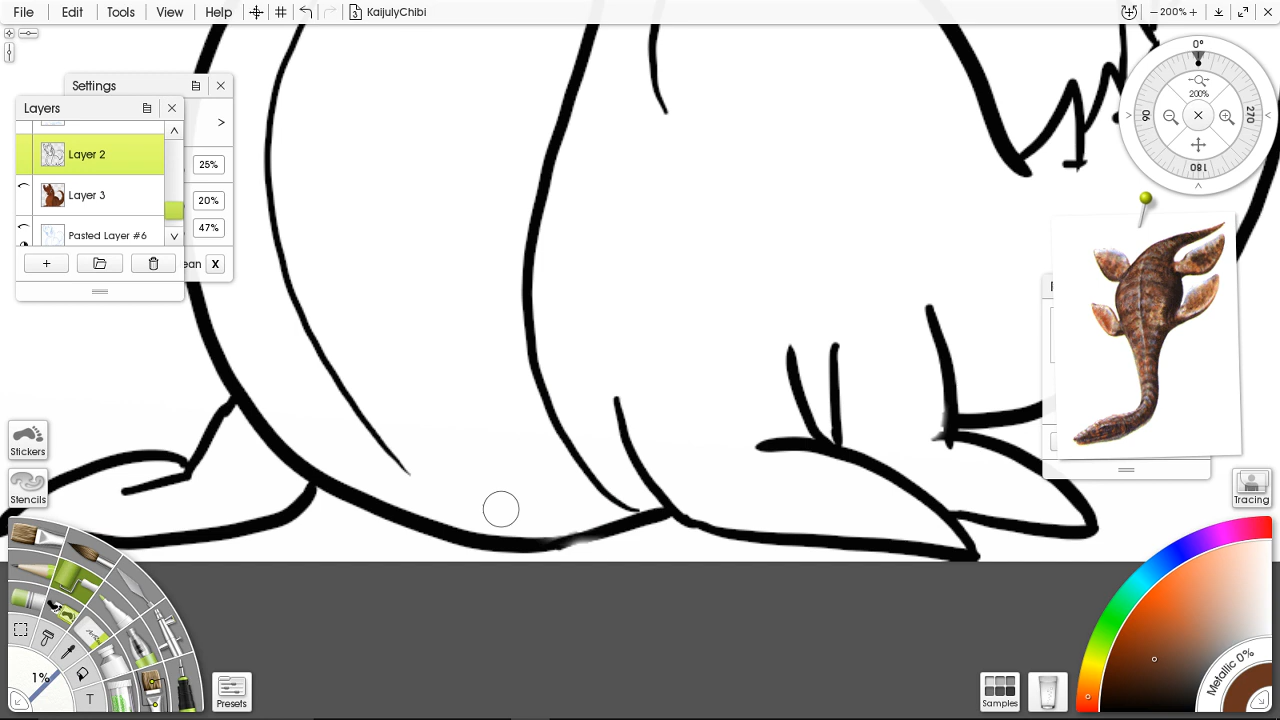 File Edit Tools View Help KaijulyChibi 200%
Settings
Layers
Layer 2
Layer 3
Pasted Layer #6
25%
20%
47%
ean X
0°
200%
90
270
180
Stickers
Stencils
Tracing
1%
T
Presets
Samples
Metallic 0%